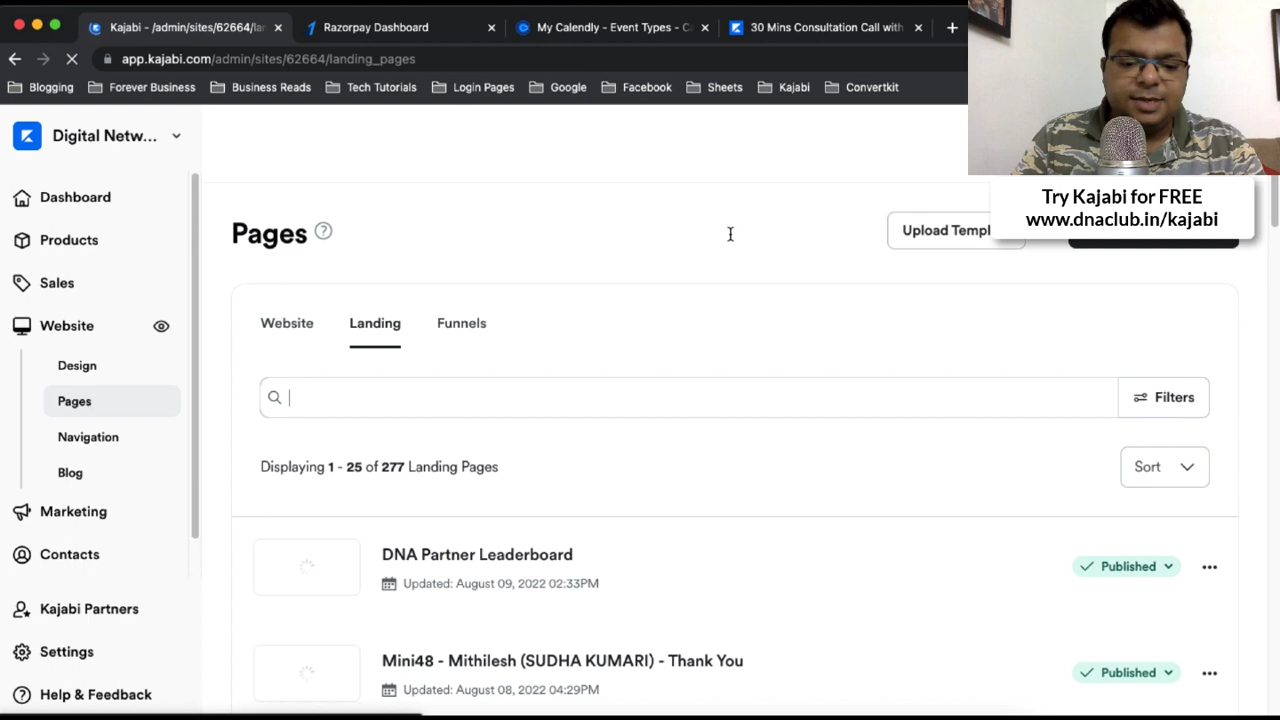 Kajabi - /admin/sites/62664/lan
Razorpay Dashboard
My Calendly - Event Types - Ca
30 Mins Consultation Call with
app.kajabi.com/admin/sites/62664/landing_pages
Blogging
Forever Business
Business Reads
Tech Tutorials
Login Pages
Google
Facebook
Sheets
Kajabi
Convertkit
Digital Netw...
Try Kajabi for FREE
www.dnaclub.in/kajabi
Dashboard
Products
Sales
Website
Design
Pages
Navigation
Blog
Marketing
Contacts
Kajabi Partners
Settings
Help & Feedback
Pages
Upload Templ
Website
Landing
Funnels
Filters
Displaying 1 - 25 of 277 Landing Pages
Sort
DNA Partner Leaderboard
Updated: August 09, 2022 02:33PM
Published
Mini48 - Mithilesh (SUDHA KUMARI) - Thank You
Updated: August 08, 2022 04:29PM
Published